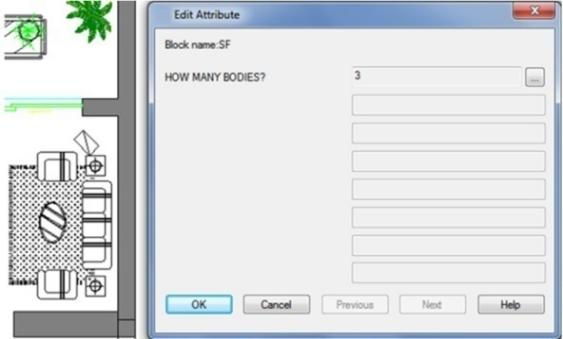 Edit Attribute
Block name:SF
HOW MANY BODIES? 3 ...
OK Cancel Previous Next Help